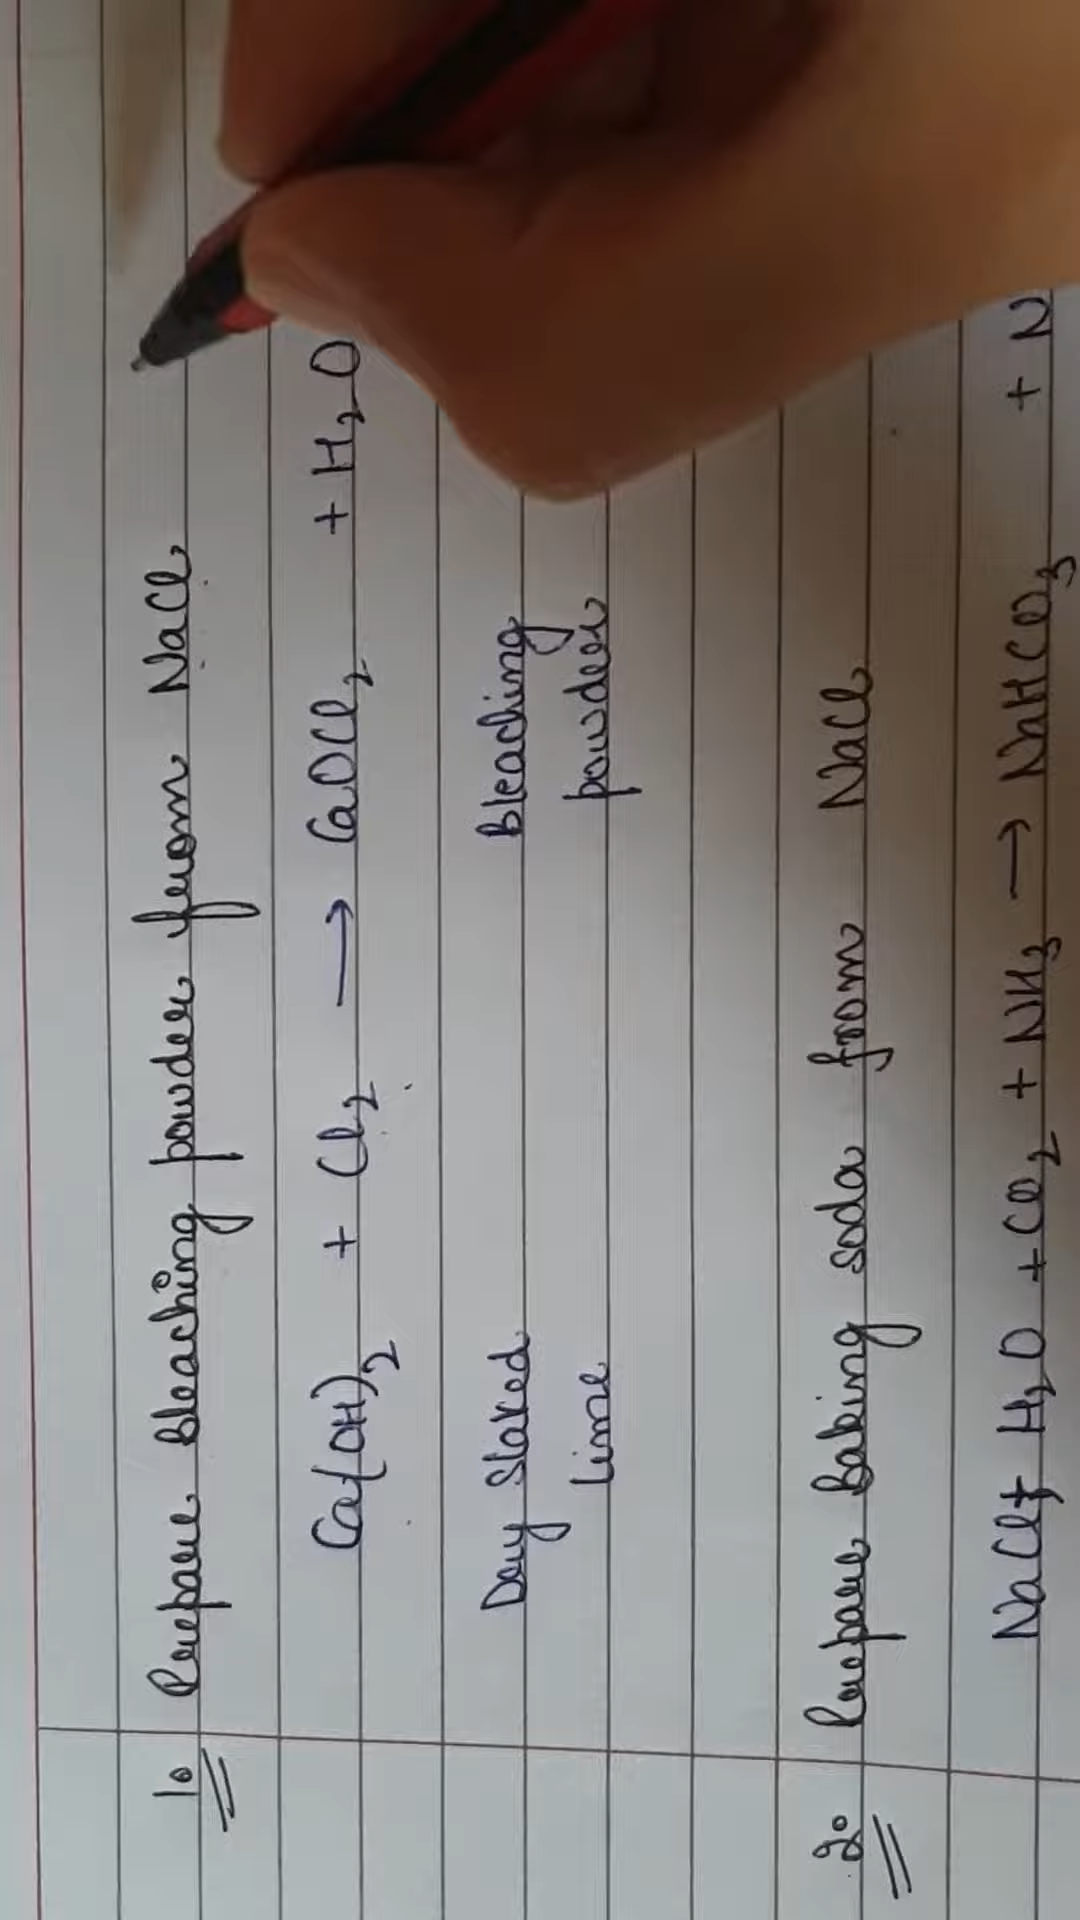 1. Prepare Bleaching powder from NaCl
Ca(OH)2 + Cl2 → CaOCl2 + H2O
Dry Slaked Bleaching
lime powder
2. Prepare Baking soda from NaCl
NaCl + H2O + CO2 + NH3 → NaHCO3 + N